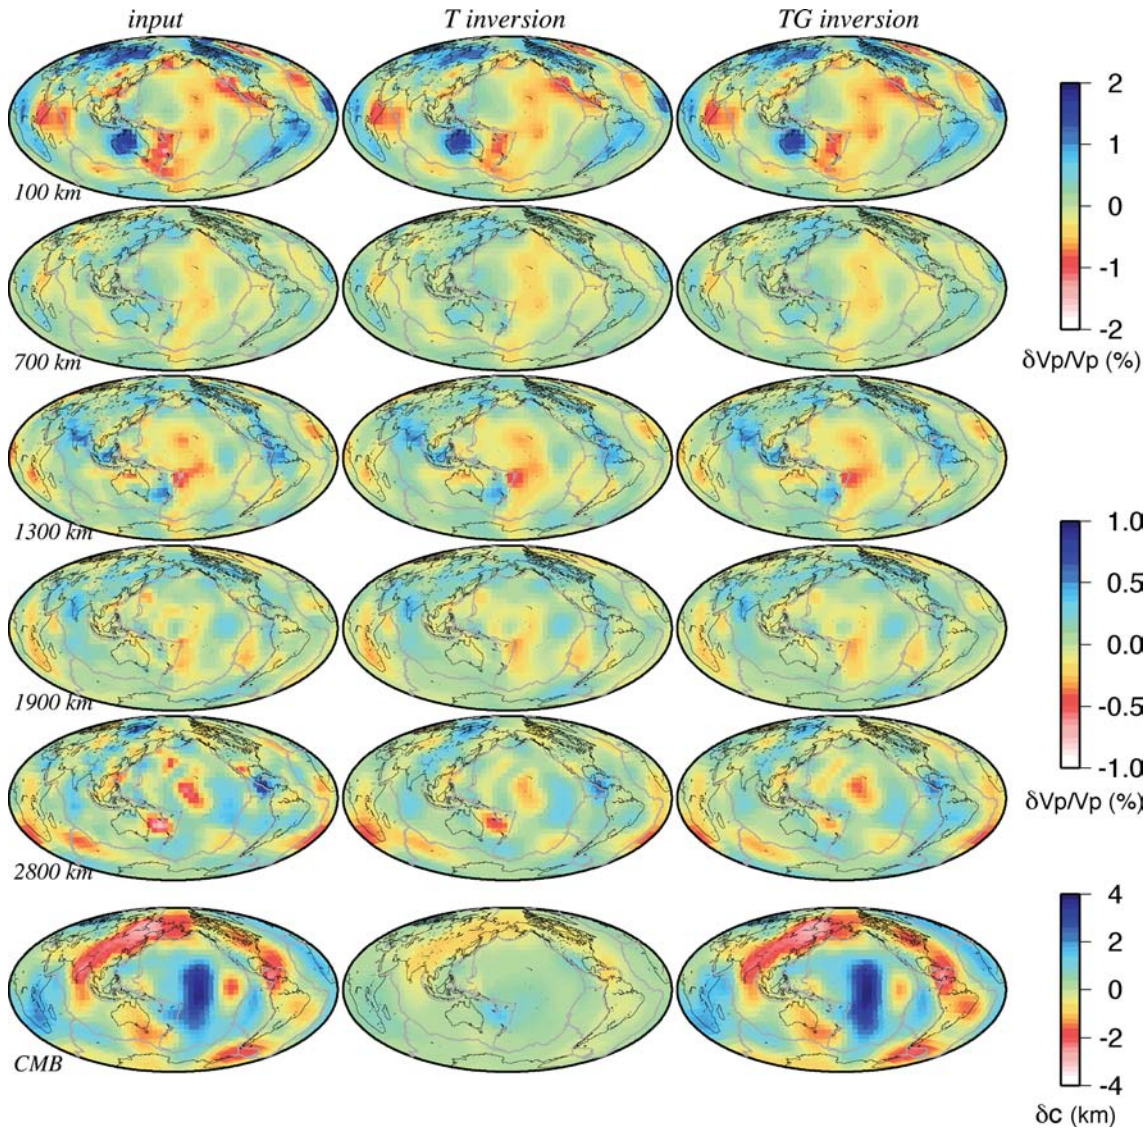 input T inversion TG inversion
100 km
700 km
1300 km
1900 km
2800 km
CMB
2
1
0
-1
-2
δVp/Vp (%)
1.0
0.5
0.0
-0.5
-1.0
δVp/Vp (%)
4
2
0
-2
-4
δc (km)